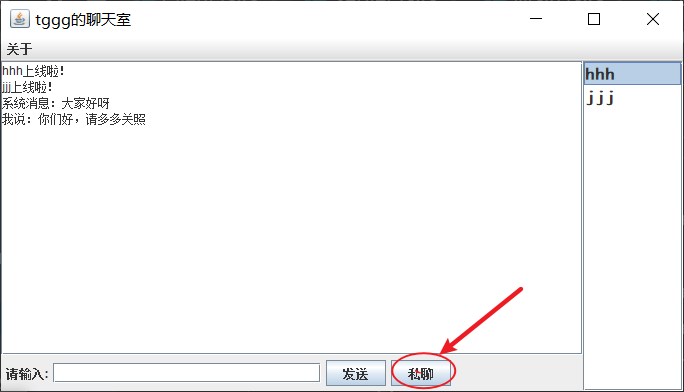 tggg的聊天室
关于
hhh上线啦!
jjj上线啦!
系统消息: 大家好呀
我说: 你们好，请多多关照
hhh
jjj
请输入:
发送
私聊